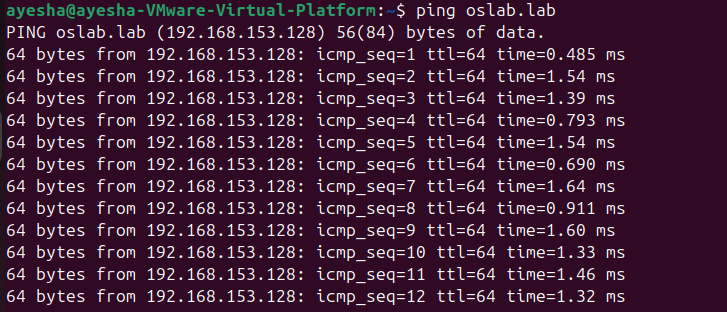 ayesha@ayesha-VMware-Virtual-Platform:~$ ping oslab.lab
PING oslab.lab (192.168.153.128) 56(84) bytes of data.
64 bytes from 192.168.153.128: icmp_seq=1 ttl=64 time=0.485 ms
64 bytes from 192.168.153.128: icmp_seq=2 ttl=64 time=1.54 ms
64 bytes from 192.168.153.128: icmp_seq=3 ttl=64 time=1.39 ms
64 bytes from 192.168.153.128: icmp_seq=4 ttl=64 time=0.793 ms
64 bytes from 192.168.153.128: icmp_seq=5 ttl=64 time=1.54 ms
64 bytes from 192.168.153.128: icmp_seq=6 ttl=64 time=0.690 ms
64 bytes from 192.168.153.128: icmp_seq=7 ttl=64 time=1.64 ms
64 bytes from 192.168.153.128: icmp_seq=8 ttl=64 time=0.911 ms
64 bytes from 192.168.153.128: icmp_seq=9 ttl=64 time=1.60 ms
64 bytes from 192.168.153.128: icmp_seq=10 ttl=64 time=1.33 ms
64 bytes from 192.168.153.128: icmp_seq=11 ttl=64 time=1.46 ms
64 bytes from 192.168.153.128: icmp_seq=12 ttl=64 time=1.32 ms